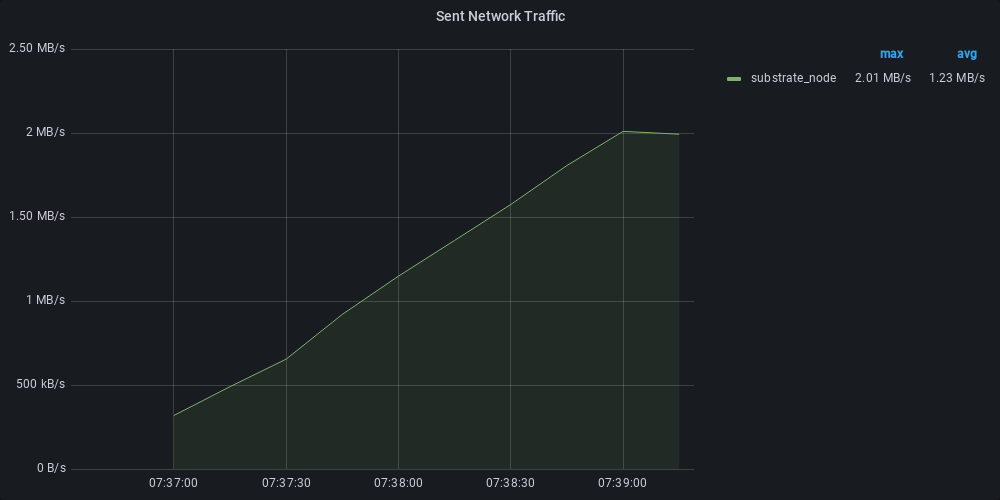 Sent Network Traffic
2.50 MB/s
2 MB/s
1.50 MB/s
1 MB/s
500 kB/s
0 B/s
07:37:00 07:37:30 07:38:00 07:38:30 07:39:00
max avg
substrate_node 2.01 MB/s 1.23 MB/s